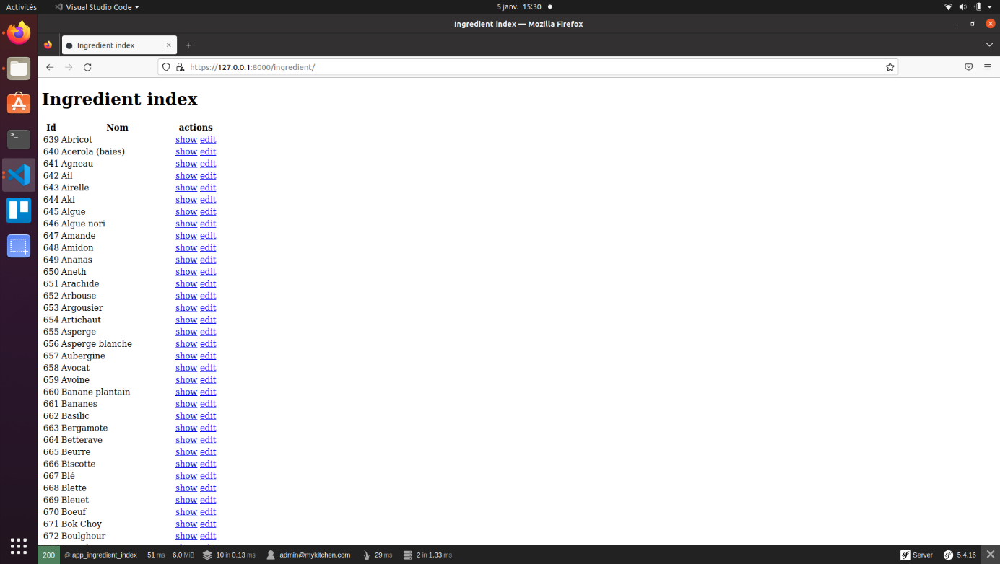 Activités Visual Studio Code 5 janv. 15:30
Ingredient index — Mozilla Firefox
Ingredient index
https://127.0.0.1:8000/ingredient/
Ingredient index
Id Nom actions
639 Abricot show edit
640 Acerola (baies) show edit
641 Agneau show edit
642 Ail show edit
643 Airelle show edit
644 Aki show edit
645 Algue show edit
646 Algue nori show edit
647 Amande show edit
648 Amidon show edit
649 Ananas show edit
650 Aneth show edit
651 Arachide show edit
652 Arbouse show edit
653 Argousier show edit
654 Artichaut show edit
655 Asperge show edit
656 Asperge blanche show edit
657 Aubergine show edit
658 Avocat show edit
659 Avoine show edit
660 Banane plantain show edit
661 Bananes show edit
662 Basilic show edit
663 Bergamote show edit
664 Betterave show edit
665 Beurre show edit
666 Biscotte show edit
667 Blé show edit
668 Blette show edit
669 Bleuet show edit
670 Boeuf show edit
671 Bok Choy show edit
672 Boulghour show edit
200 @ app_ingredient_index 51 ms 6.0 MiB 10 in 0.13 ms admin@mykitchen.com 29 ms 2 in 1.33 ms Server 5.4.16